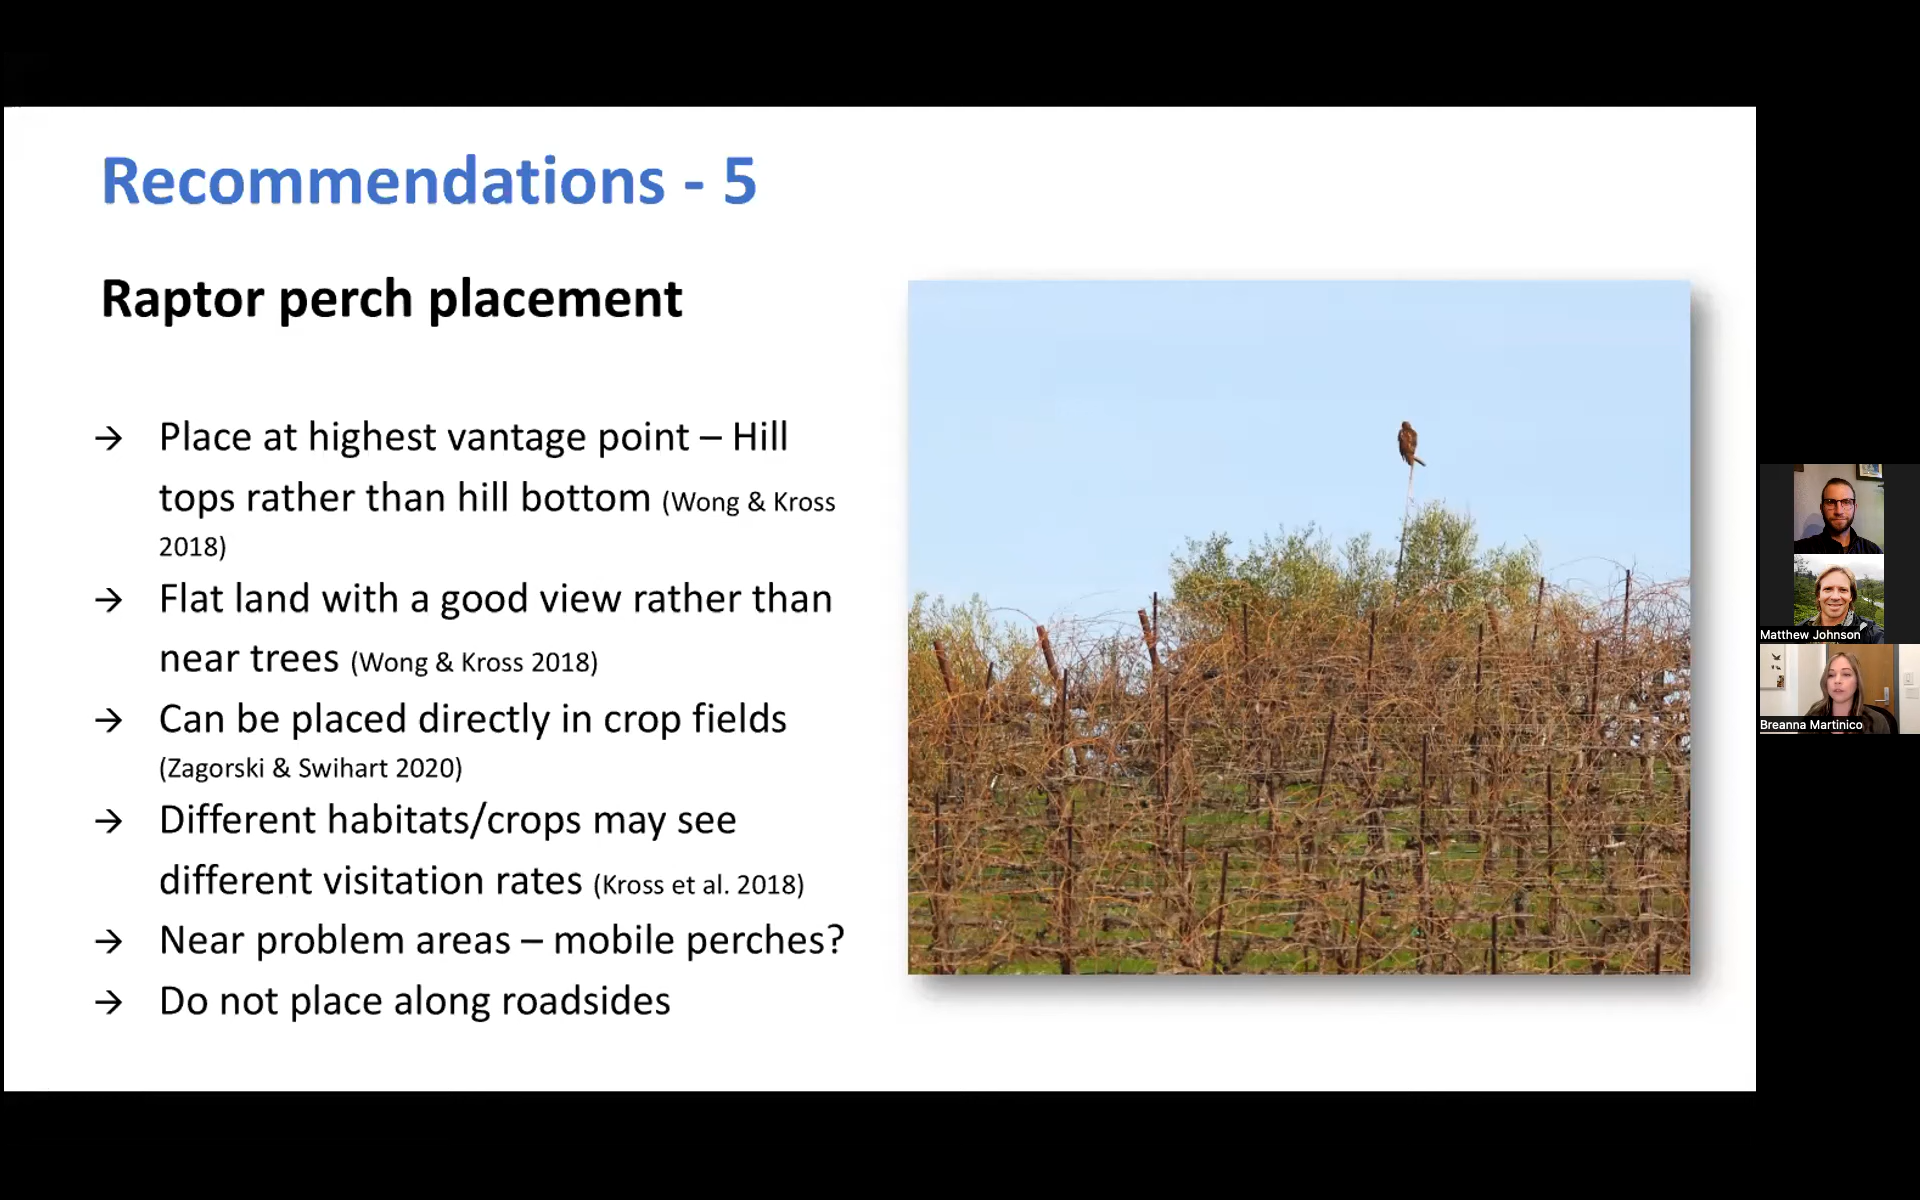 Recommendations - 5
Raptor perch placement
→ Place at highest vantage point – Hill
tops rather than hill bottom (Wong & Kross
2018)
→ Flat land with a good view rather than
near trees (Wong & Kross 2018)
→ Can be placed directly in crop fields
(Zagorski & Swihart 2020)
→ Different habitats/crops may see
different visitation rates (Kross et al. 2018)
→ Near problem areas – mobile perches?
→ Do not place along roadsides
Matthew Johnson
Breanna Martinico